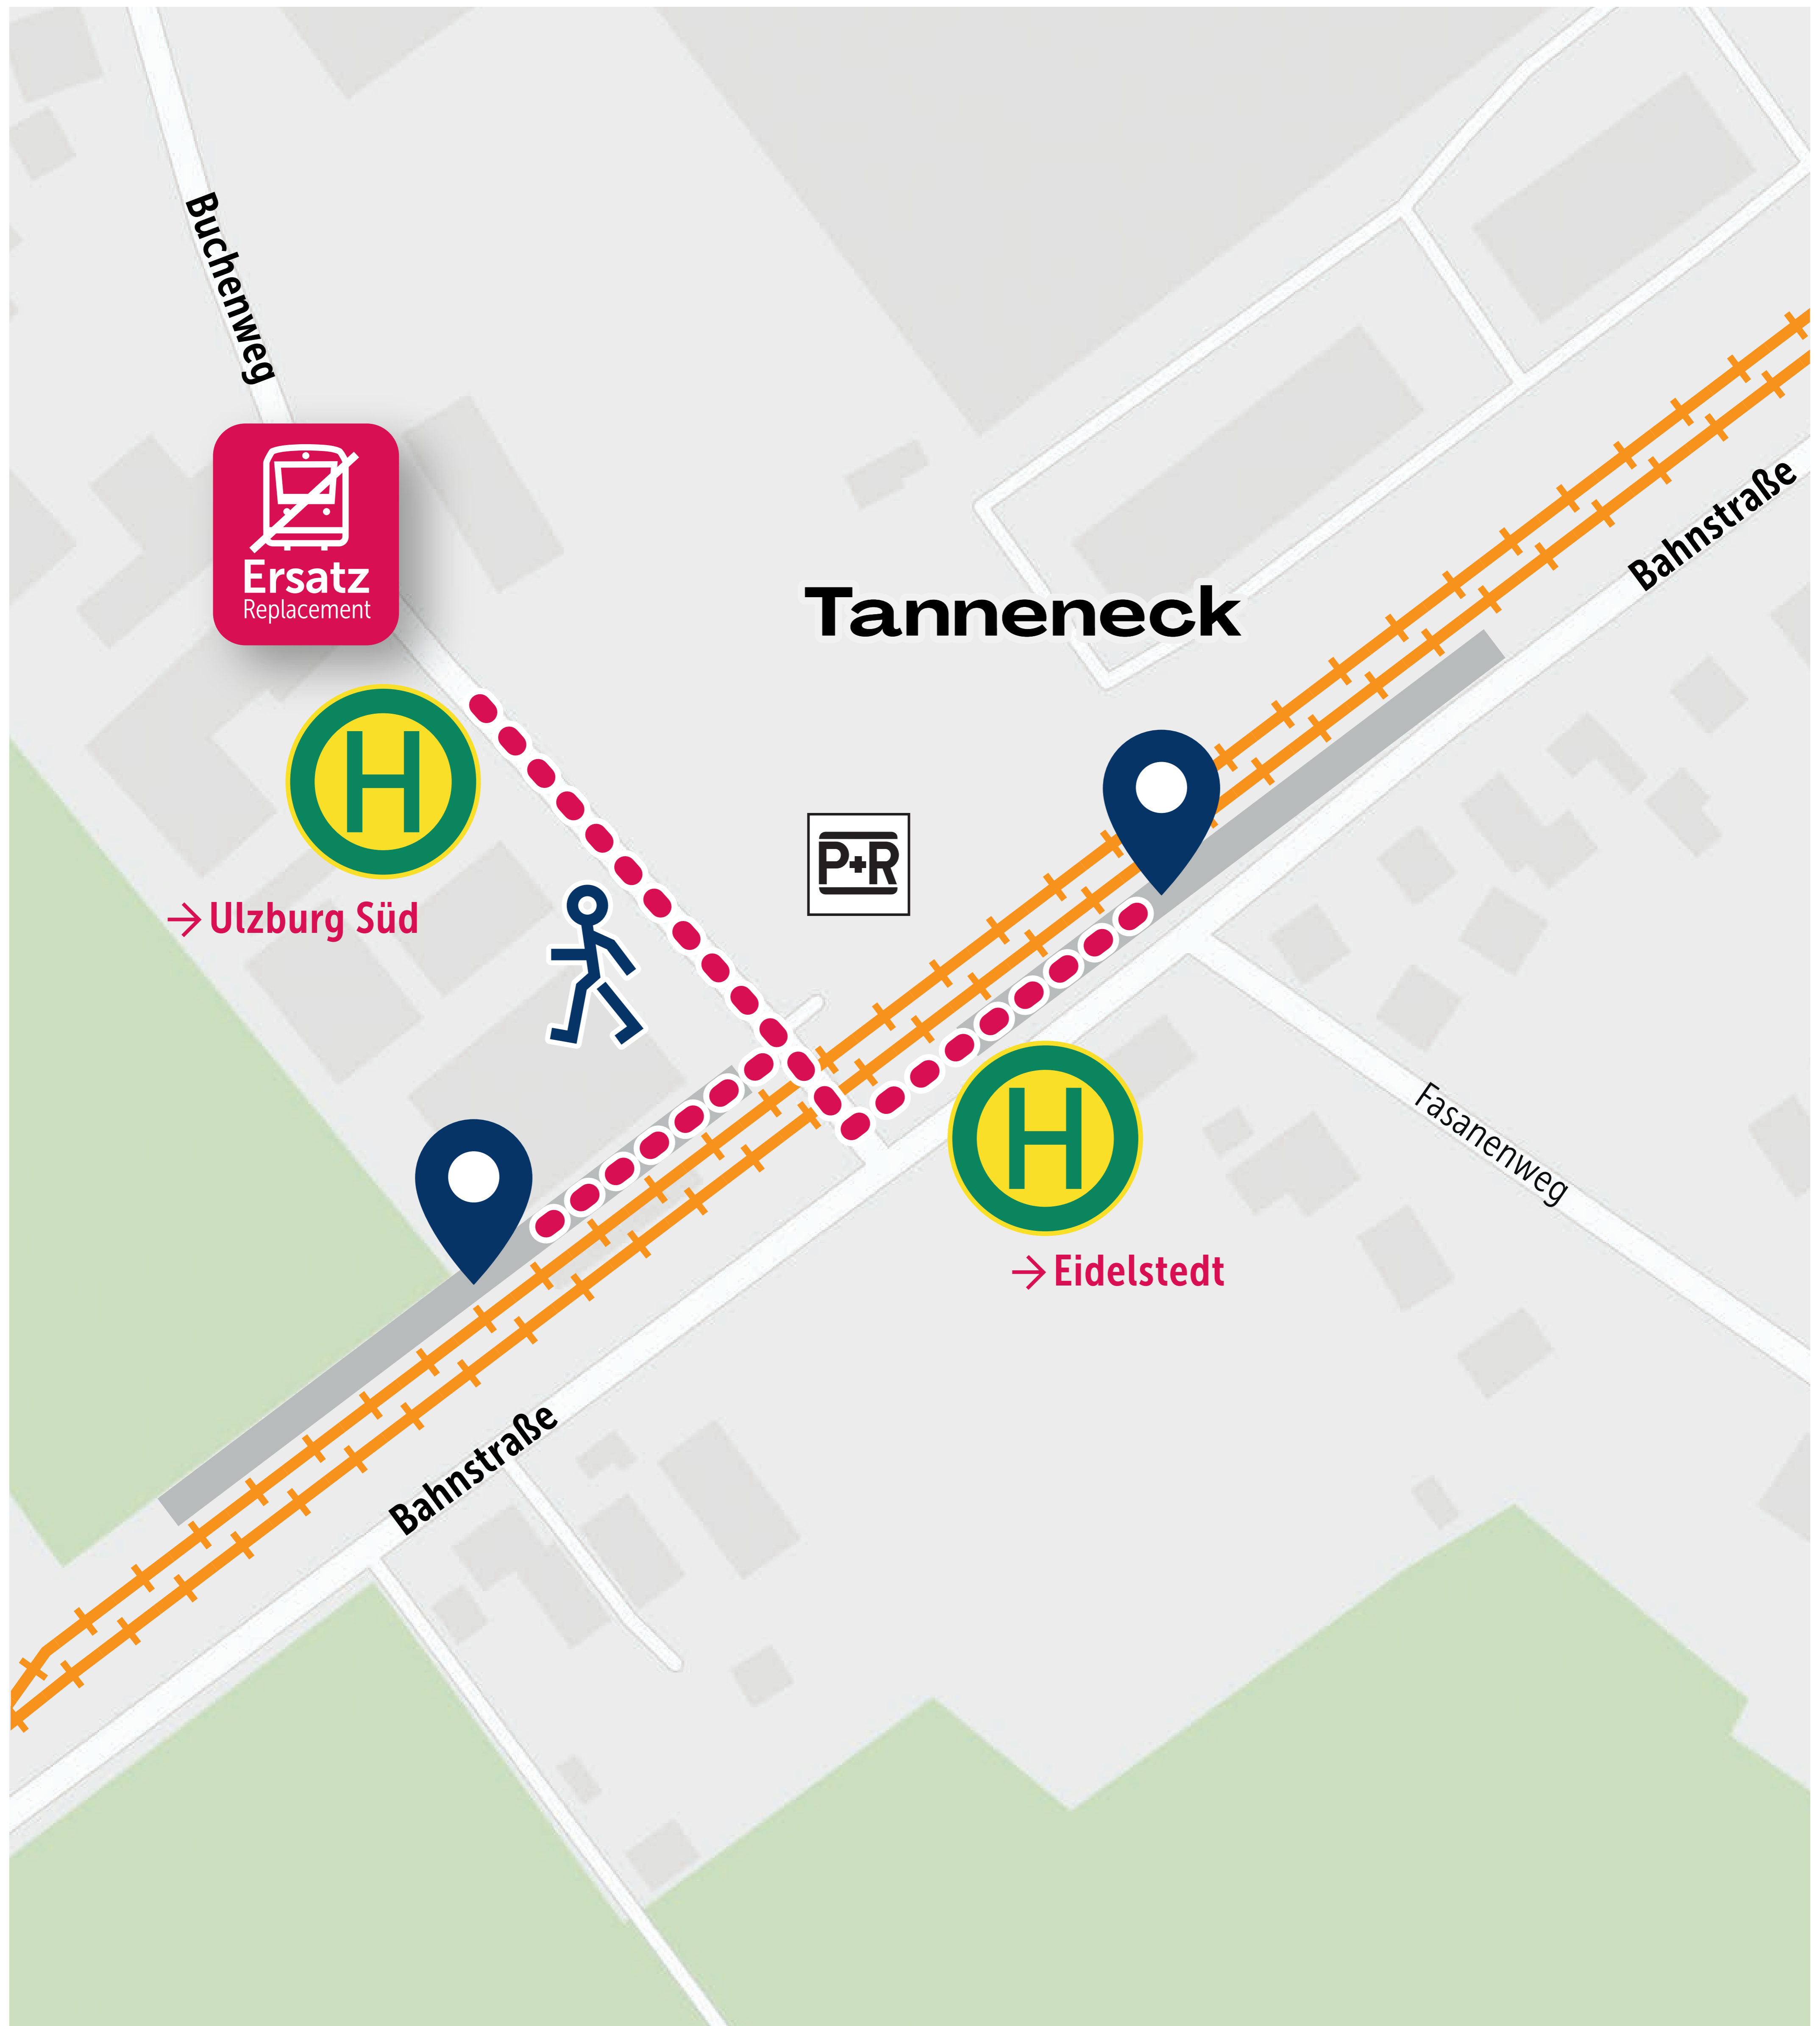 Buchenweg
Ersatz
Replacement
Bahnstraße
Tanneneck
H
P+R
→ Ulzburg Süd
H
Fasanenweg
→ Eidelstedt
Bahnstraße